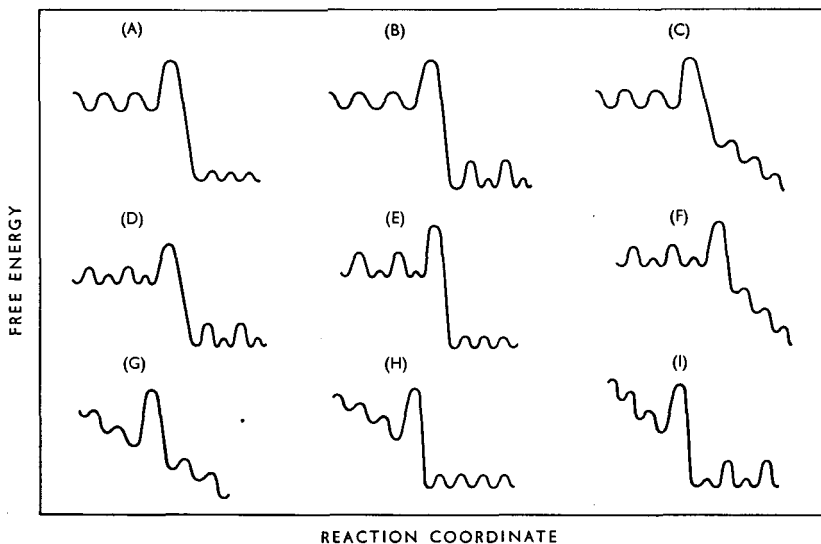 (A)
(B)
(C)
(D)
(E)
(F)
(G)
(H)
(I)
FREE ENERGY
REACTION COORDINATE